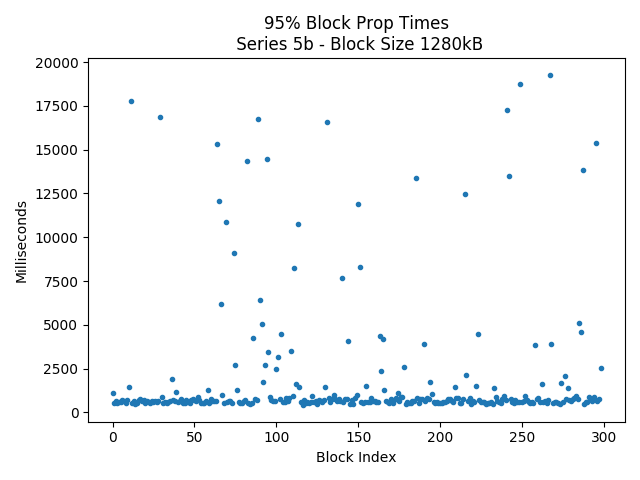 95% Block Prop Times
Series 5b - Block Size 1280kB
20000
17500
15000
12500
10000
7500
5000
2500
0
Milliseconds
0 50 100 150 200 250 300
Block Index